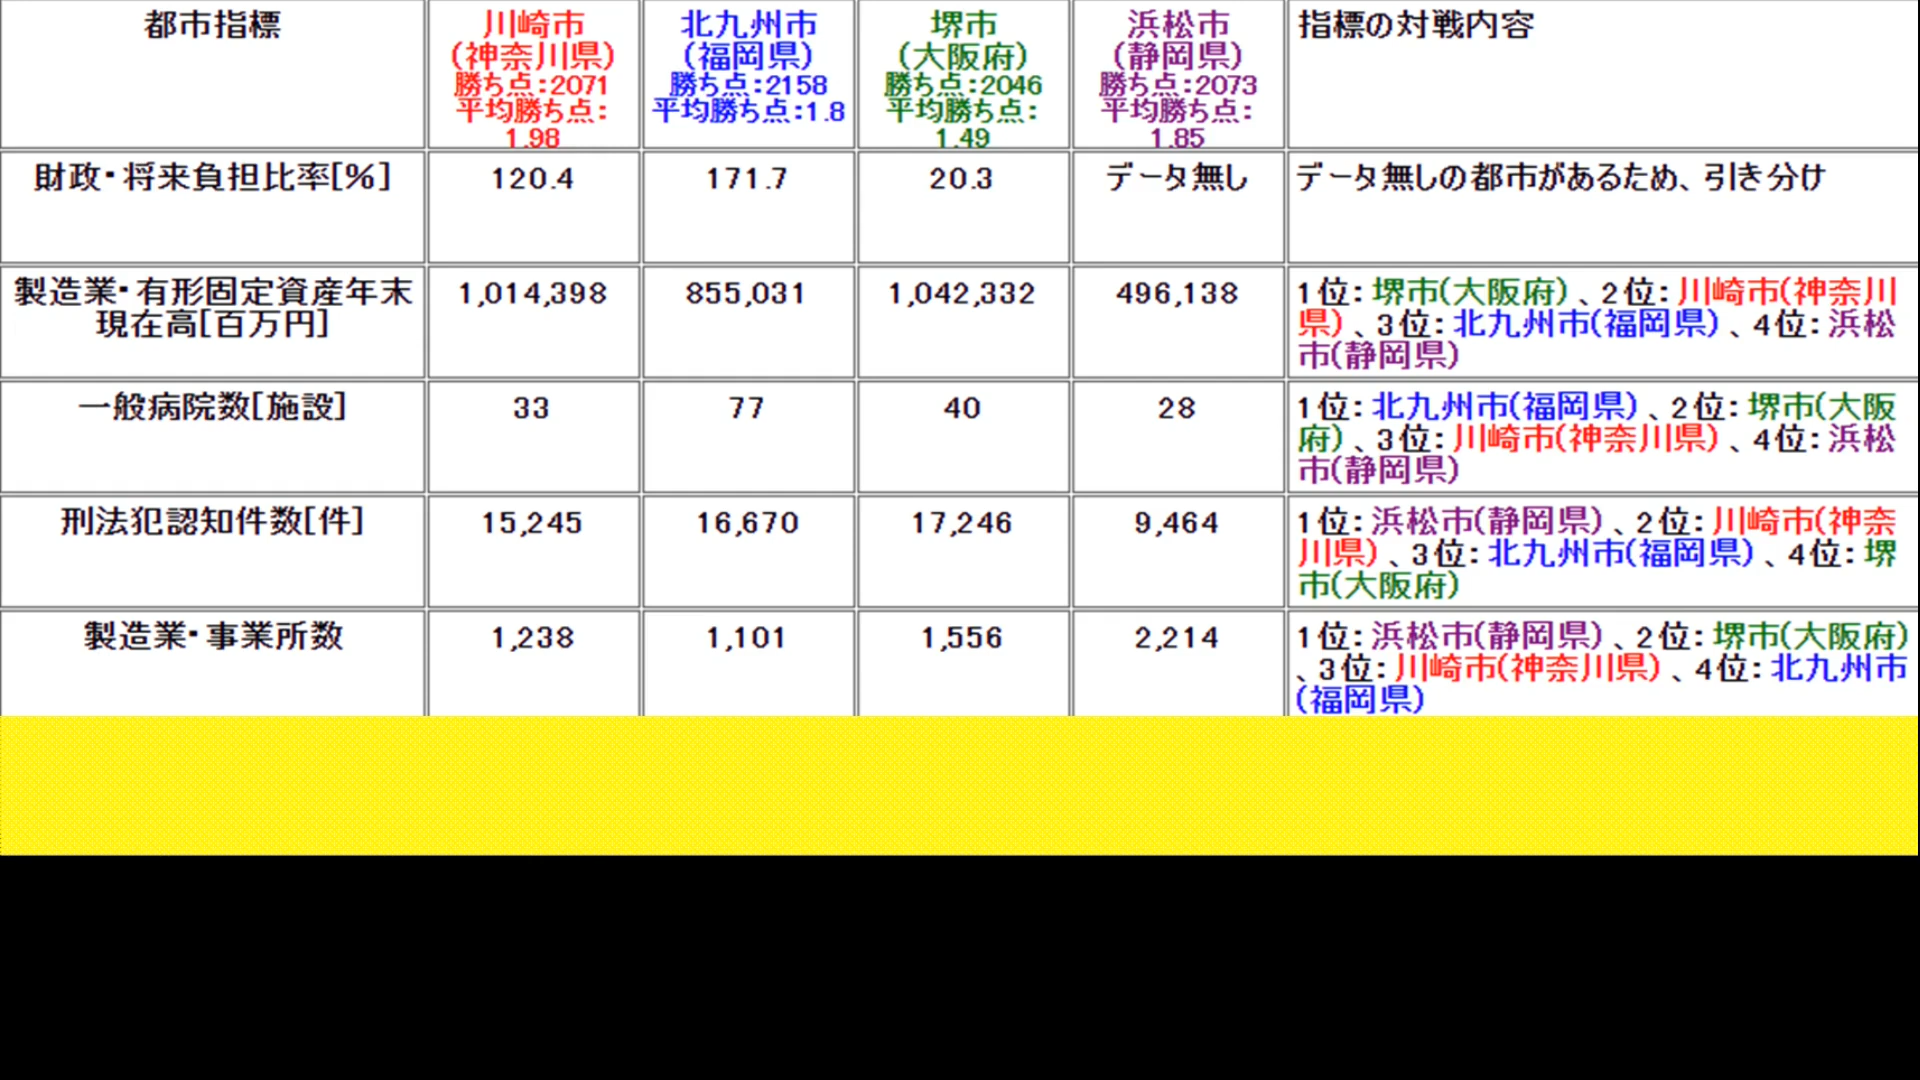 都市指標
川崎市
(神奈川県)
勝ち点:2071
平均勝ち点:
1.98
北九州市
(福岡県)
勝ち点:2158
平均勝ち点:1.8
堺市
(大阪府)
勝ち点:2046
平均勝ち点:
1.49
浜松市
(静岡県)
勝ち点:2073
平均勝ち点:
1.85
指標の対戦内容
財政・将来負担比率[%]
120.4
171.7
20.3
データ無し
データ無しの都市があるため、引き分け
製造業・有形固定資産年末
現在高[百万円]
1,014,398
855,031
1,042,332
496,138
1位:堺市(大阪府)、2位:川崎市(神奈川
県)、3位:北九州市(福岡県)、4位:浜松
市(静岡県)
一般病院数[施設]
33
77
40
28
1位:北九州市(福岡県)、2位:堺市(大阪
府)、3位:川崎市(神奈川県)、4位:浜松
市(静岡県)
刑法犯認知件数[件]
15,245
16,670
17,246
9,464
1位:浜松市(静岡県)、2位:川崎市(神奈
川県)、3位:北九州市(福岡県)、4位:堺
市(大阪府)
製造業・事業所数
1,238
1,101
1,556
2,214
1位:浜松市(静岡県)、2位:堺市(大阪府)
、3位:川崎市(神奈川県)、4位:北九州市
(福岡県)